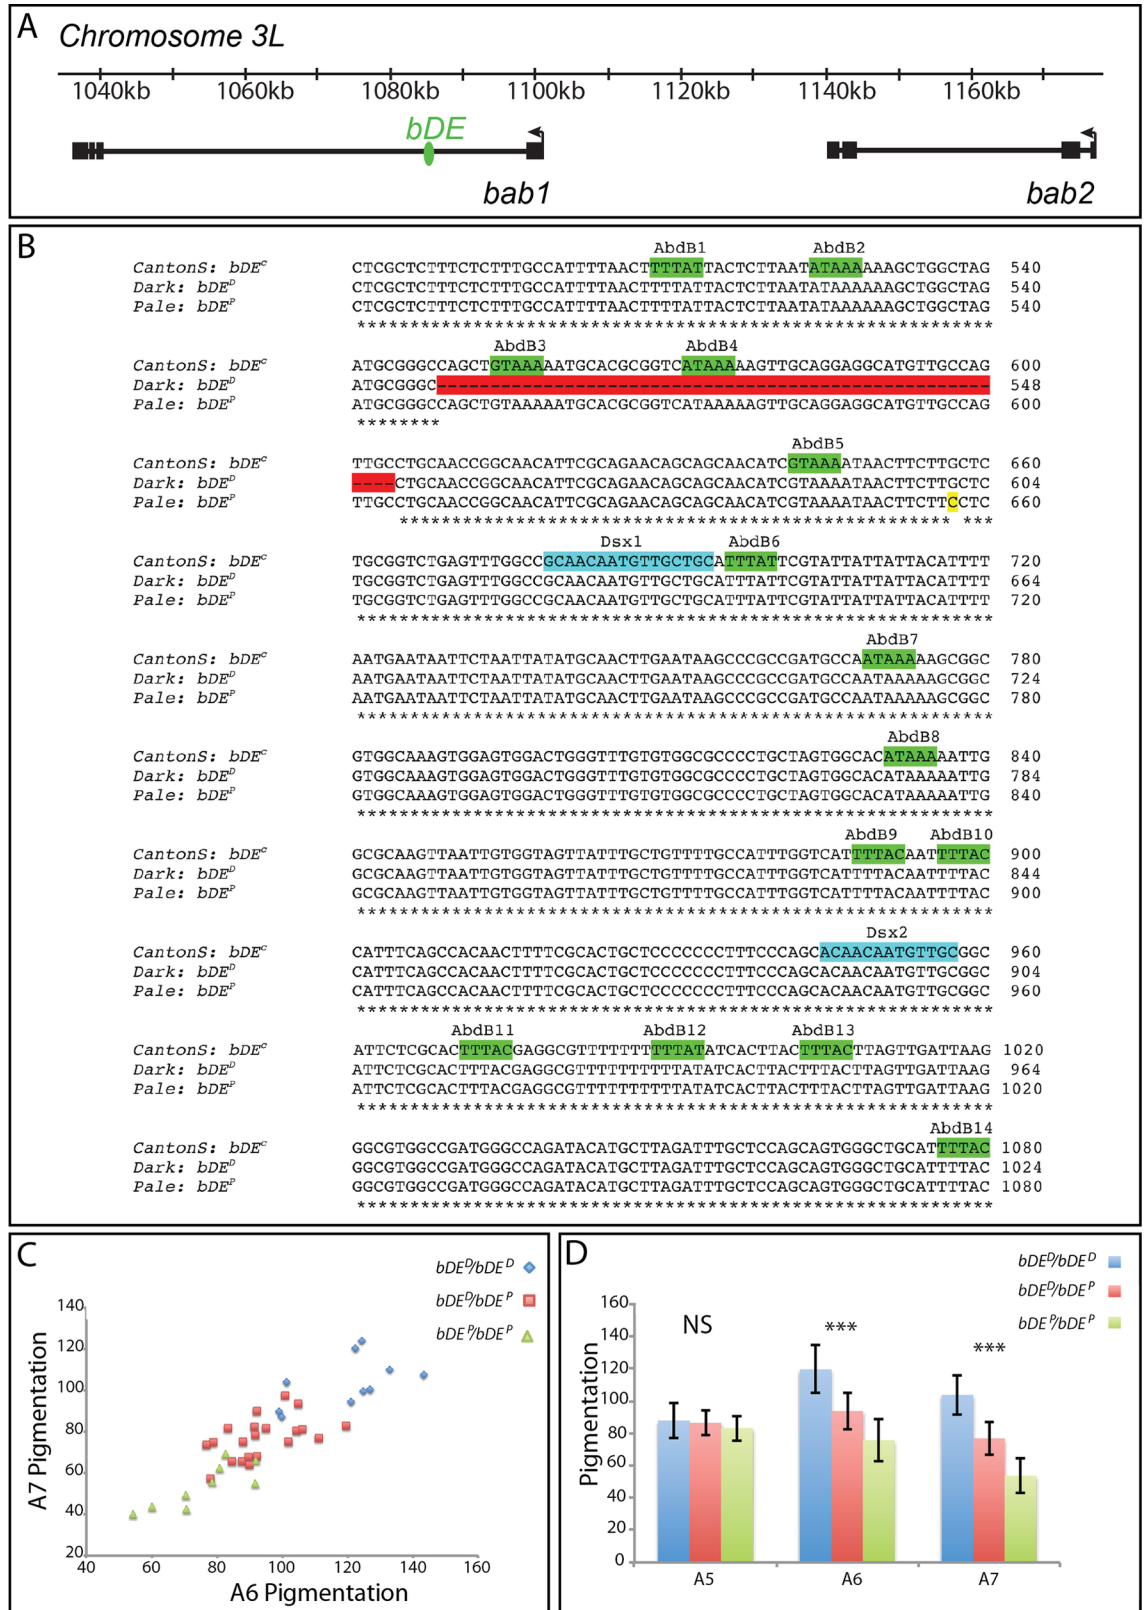 A
Chromosome 3L
1040kb 1060kb 1080kb 1100kb 1120kb 1140kb 1160kb
bDE
bab1 bab2
B
AbdB1 AbdB2
CantonS: bDE^C CTCGCTCTTTCTCTTTGCCATTTTAACTTTTATTACTCTTAATATAAAAAAGCTGGCTAG 540
Dark: bDE^D CTCGCTCTTTCTCTTTGCCATTTTAACTTTTATTACTCTTAATATAAAAAAGCTGGCTAG 540
Pale: bDE^P CTCGCTCTTTCTCTTTGCCATTTTAACTTTTATTACTCTTAATATAAAAAAGCTGGCTAG 540
************************************************************
AbdB3 AbdB4
CantonS: bDE^C ATGCGGGCCAGCTGTAAAAATGCACGCGGTCATAAAAAGTTGCAGGAGGCATGTTGCCAG 600
Dark: bDE^D ATGCGGGC---------------------------------------------------- 548
Pale: bDE^P ATGCGGGCCAGCTGTAAAAATGCACGCGGTCATAAAAAGTTGCAGGAGGCATGTTGCCAG 600
********
AbdB5
CantonS: bDE^C TTGCCTGCAACCGGCAACATTCGCAGAACAGCAGCAACATCGTAAAATAACTTCTTGCTC 660
Dark: bDE^D ----CTGCAACCGGCAACATTCGCAGAACAGCAGCAACATCGTAAAATAACTTCTTGCTC 604
Pale: bDE^P TTGCCTGCAACCGGCAACATTCGCAGAACAGCAGCAACATCGTAAAATAACTTCTTCCTC 660
**************************************************** ***
Dsx1 AbdB6
CantonS: bDE^C TGCGGTCTGAGTTTGGCCGCAACAATGTTGCTGCATTTATTCGTATTATTATTACATTTT 720
Dark: bDE^D TGCGGTCTGAGTTTGGCCGCAACAATGTTGCTGCATTTATTCGTATTATTATTACATTTT 664
Pale: bDE^P TGCGGTCTGAGTTTGGCCGCAACAATGTTGCTGCATTTATTCGTATTATTATTACATTTT 720
************************************************************
AbdB7
CantonS: bDE^C AATGAATAATTCTAATTATATGCAACTTGAATAAGCCCGCCGATGCCAATAAAAAGCGGC 780
Dark: bDE^D AATGAATAATTCTAATTATATGCAACTTGAATAAGCCCGCCGATGCCAATAAAAAGCGGC 724
Pale: bDE^P AATGAATAATTCTAATTATATGCAACTTGAATAAGCCCGCCGATGCCAATAAAAAGCGGC 780
************************************************************
AbdB8
CantonS: bDE^C GTGGCAAAGTGGAGTGGACTGGGTTTGTGTGGCGCCCCTGCTAGTGGCACATAAAAATTG 840
Dark: bDE^D GTGGCAAAGTGGAGTGGACTGGGTTTGTGTGGCGCCCCTGCTAGTGGCACATAAAAATTG 784
Pale: bDE^P GTGGCAAAGTGGAGTGGACTGGGTTTGTGTGGCGCCCCTGCTAGTGGCACATAAAAATTG 840
************************************************************
AbdB9 AbdB10
CantonS: bDE^C GCGCAAGTTAATTGTGGTAGTTATTTGCTGTTTTGCCATTTGGTCATTTTACAATTTTAC 900
Dark: bDE^D GCGCAAGTTAATTGTGGTAGTTATTTGCTGTTTTGCCATTTGGTCATTTTACAATTTTAC 844
Pale: bDE^P GCGCAAGTTAATTGTGGTAGTTATTTGCTGTTTTGCCATTTGGTCATTTTACAATTTTAC 900
************************************************************
Dsx2
CantonS: bDE^C CATTTCAGCCACAACTTTTCGCACTGCTCCCCCCCTTTCCCAGCACAACAATGTTGCGGC 960
Dark: bDE^D CATTTCAGCCACAACTTTTCGCACTGCTCCCCCCCTTTCCCAGCACAACAATGTTGCGGC 904
Pale: bDE^P CATTTCAGCCACAACTTTTCGCACTGCTCCCCCCCTTTCCCAGCACAACAATGTTGCGGC 960
************************************************************
AbdB11 AbdB12 AbdB13
CantonS: bDE^C ATTCTCGCACTTTACGAGGCGTTTTTTTTTTATATCACTTACTTTACTTAGTTGATTAAG 1020
Dark: bDE^D ATTCTCGCACTTTACGAGGCGTTTTTTTTTTATATCACTTACTTTACTTAGTTGATTAAG 964
Pale: bDE^P ATTCTCGCACTTTACGAGGCGTTTTTTTTTTATATCACTTACTTTACTTAGTTGATTAAG 1020
************************************************************
AbdB14
CantonS: bDE^C GGCGTGGCCGATGGGCCAGATACATGCTTAGATTTGCTCCAGCAGTGGGCTGCATTTTAC 1080
Dark: bDE^D GGCGTGGCCGATGGGCCAGATACATGCTTAGATTTGCTCCAGCAGTGGGCTGCATTTTAC 1024
Pale: bDE^P GGCGTGGCCGATGGGCCAGATACATGCTTAGATTTGCTCCAGCAGTGGGCTGCATTTTAC 1080
************************************************************
C
bDE^D/bDE^D
bDE^D/bDE^P
bDE^P/bDE^P
A7 Pigmentation
140
120
100
80
60
40
20
40 60 80 100 120 140 160
A6 Pigmentation
D
bDE^D/bDE^D
bDE^D/bDE^P
bDE^P/bDE^P
Pigmentation
160
140
120
100
80
60
40
20
0
NS *** ***
A5 A6 A7